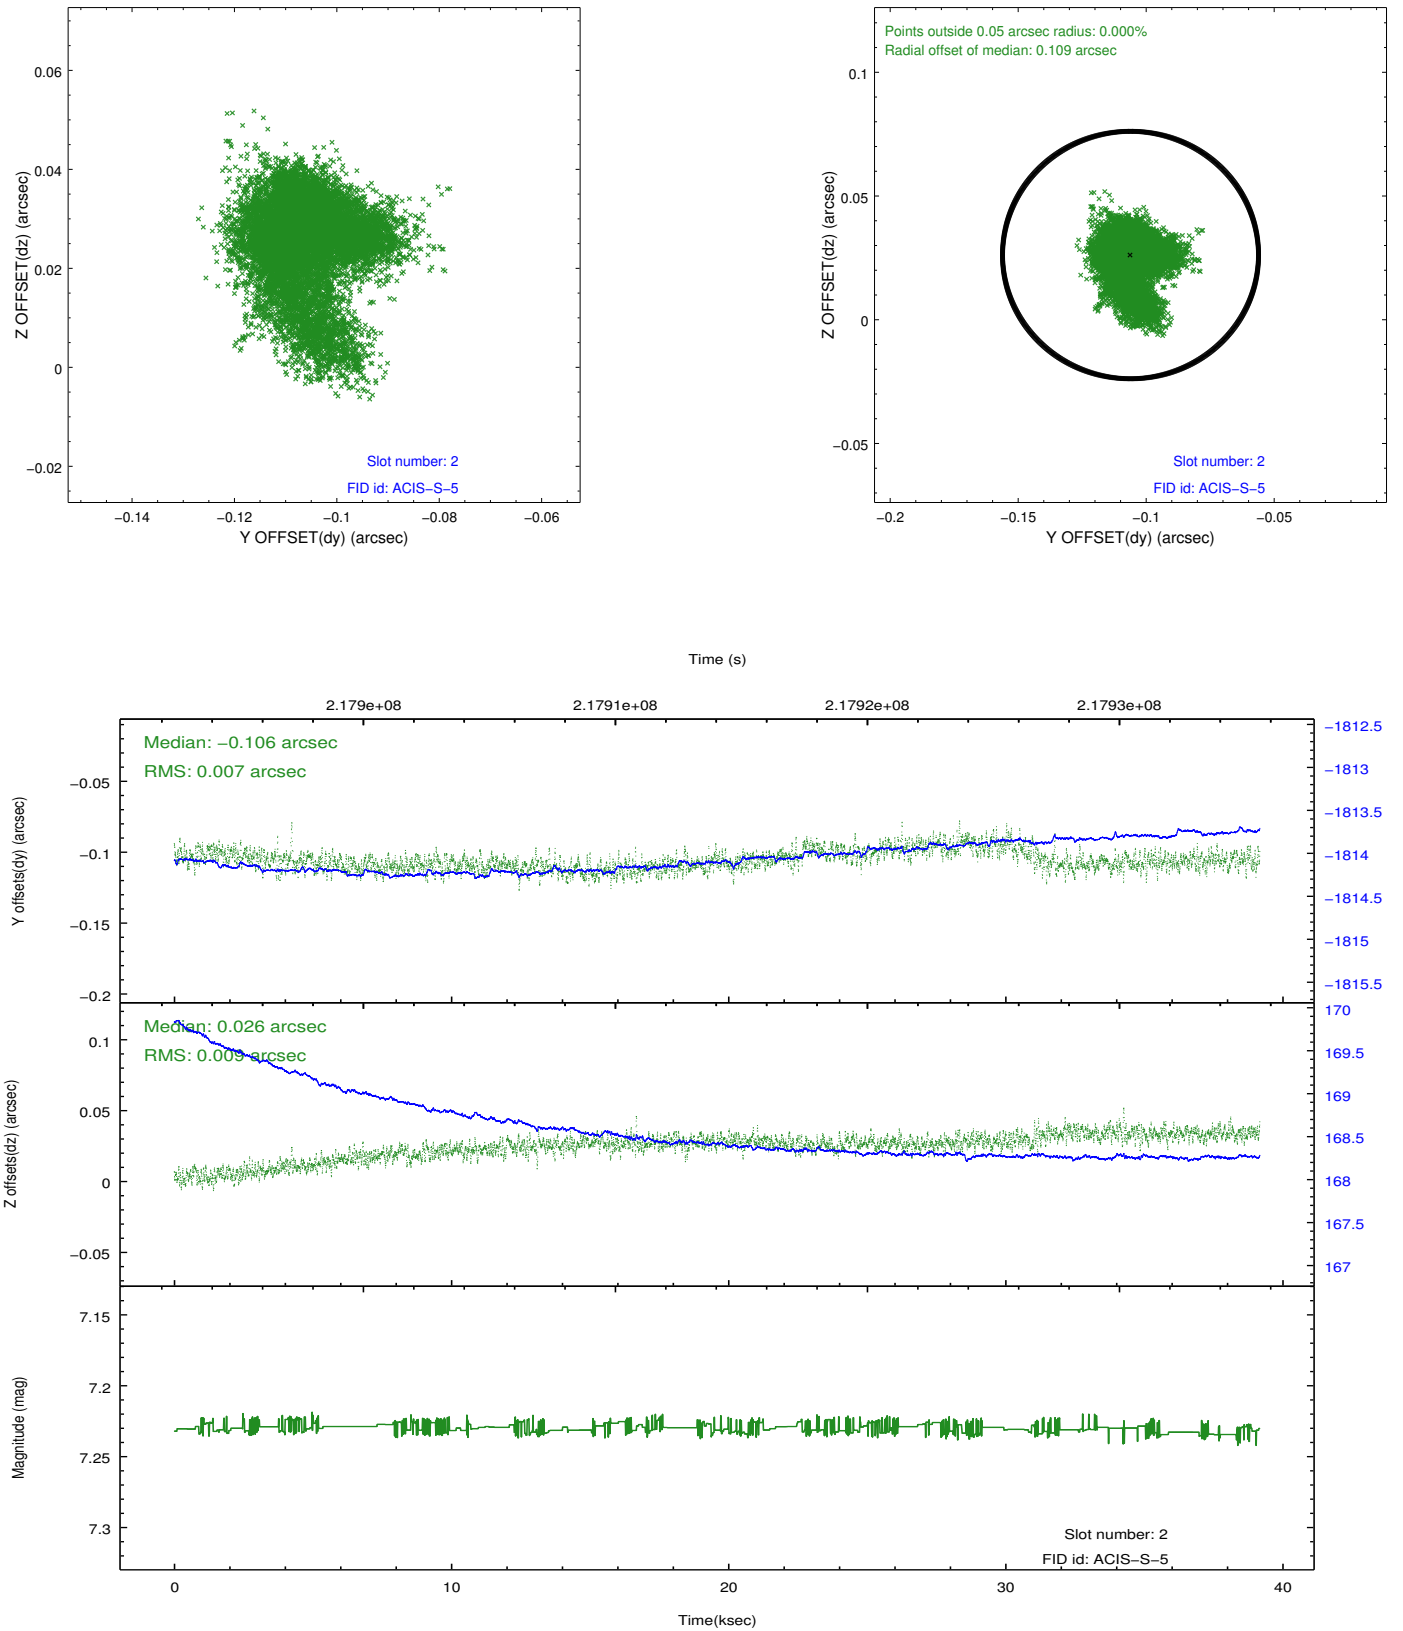 0.06
0.04
0.02
0
−0.02
Z OFFSET(dz) (arcsec)
Slot number: 2
FID id: ACIS−S−5
−0.14
−0.12
−0.1
−0.08
−0.06
Y OFFSET(dy) (arcsec)
Points outside 0.05 arcsec radius: 0.000%
Radial offset of median: 0.109 arcsec
0.1
0.05
0
−0.05
Z OFFSET(dz) (arcsec)
Slot number: 2
FID id: ACIS−S−5
−0.2
−0.15
−0.1
−0.05
Y OFFSET(dy) (arcsec)
Time (s)
2.179e+08
2.1791e+08
2.1792e+08
2.1793e+08
Median: −0.106 arcsec
RMS: 0.007 arcsec
−0.05
−0.1
−0.15
−0.2
Y offsets(dy) (arcsec)
−1812.5
−1813
−1813.5
−1814
−1814.5
−1815
−1815.5
Median: 0.026 arcsec
RMS: 0.009 arcsec
0.1
0.05
0
−0.05
Z offsets(dz) (arcsec)
170
169.5
169
168.5
168
167.5
167
7.15
7.2
7.25
7.3
Magnitude (mag)
Slot number: 2
FID id: ACIS−S−5
0
10
20
30
40
Time(ksec)